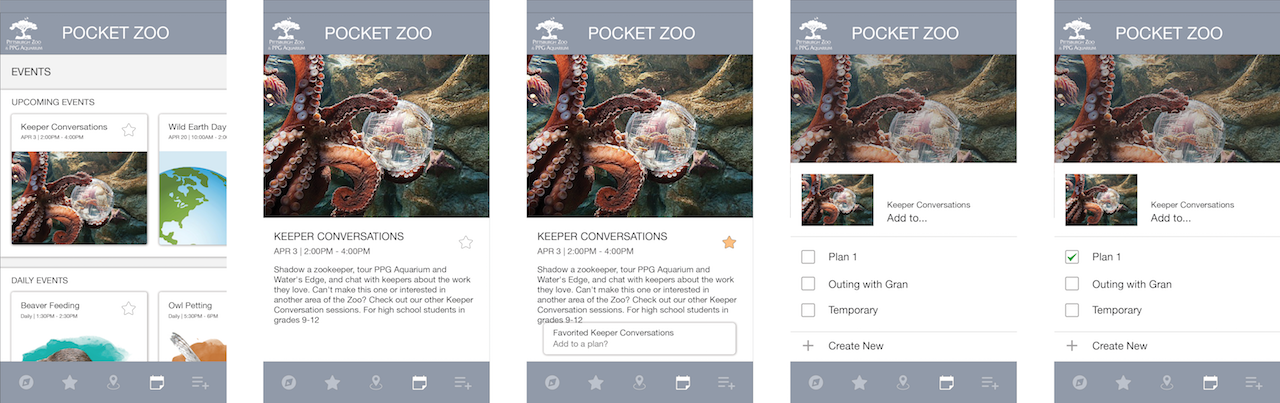 PITTSBURGH ZOO
& PPG AQUARIUM
POCKET ZOO
EVENTS
UPCOMING EVENTS
Keeper Conversations
APR 3 | 2:00PM - 4:00PM
Wild Earth Day
APR 20 | 10:00AM - 2:0
DAILY EVENTS
Beaver Feeding
Daily | 1:30PM - 2:30PM
Owl Petting
Daily | 5:30PM - 6PM
PITTSBURGH ZOO
& PPG AQUARIUM
POCKET ZOO
KEEPER CONVERSATIONS
APR 3 | 2:00PM - 4:00PM
Shadow a zookeeper, tour PPG Aquarium and
Water's Edge, and chat with keepers about the work
they love. Can't make this one or interested in
another area of the Zoo? Check out our other Keeper
Conversation sessions. For high school students in
grades 9-12
PITTSBURGH ZOO
& PPG AQUARIUM
POCKET ZOO
KEEPER CONVERSATIONS
APR 3 | 2:00PM - 4:00PM
Shadow a zookeeper, tour PPG Aquarium and
Water's Edge, and chat with keepers about the work
they love. Can't make this one or interested in
another area of the Zoo? Check out our other Keeper
Conversation sessions. For high school students in
grades 9-12
Favorited Keeper Conversations
Add to a plan?
PITTSBURGH ZOO
& PPG AQUARIUM
POCKET ZOO
Keeper Conversations
Add to...
Plan 1
Outing with Gran
Temporary
Create New
PITTSBURGH ZOO
& PPG AQUARIUM
POCKET ZOO
Keeper Conversations
Add to...
Plan 1
Outing with Gran
Temporary
Create New